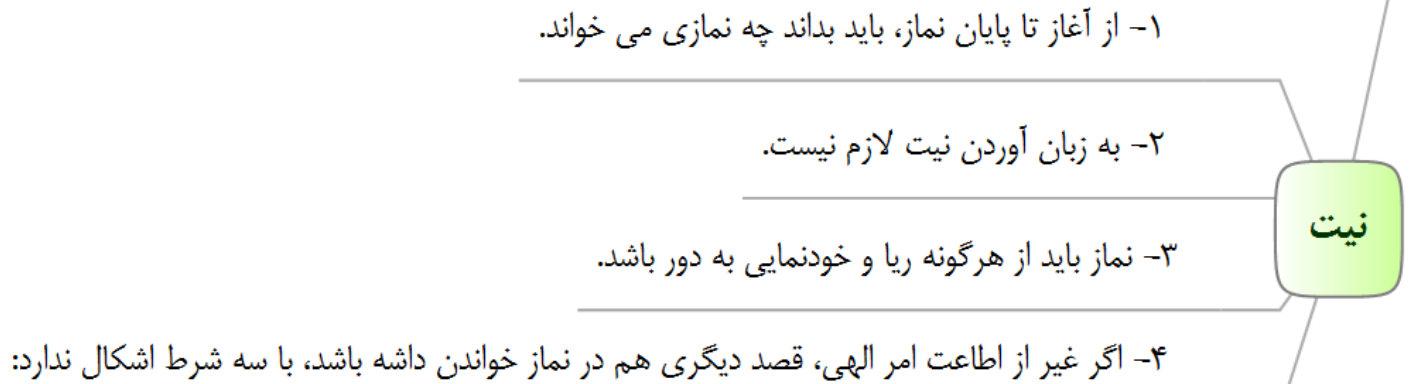 ۱- از آغاز تا پایان نماز، باید بداند چه نمازی می خواند.
۲- به زبان آوردن نیت لازم نیست.
نیت
۳- نماز باید از هرگونه ریا و خودنمایی به دور باشد.
۴- اگر غیر از اطاعت امر الهی، قصد دیگری هم در نماز خواندن داشه باشد، با سه شرط اشکال ندارد: